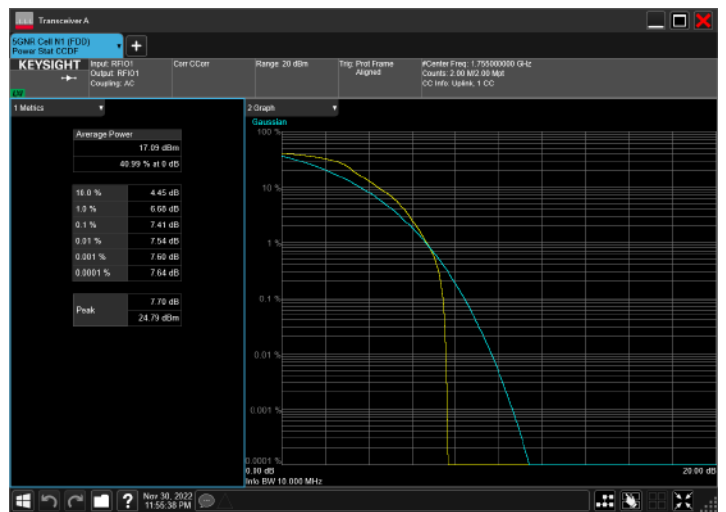 Transceiver A
5GNR Cell N1 (FDD)
Power Stat CCDF
KEYSIGHT
Input: RFIO1
Output: RFIO1
Coupling: AC
Corr CCorr
Range: 20 dBm
Trig: Prot Frame
Aligned
#Center Freq: 1.755000000 GHz
Counts: 2.00 M/2.00 Mpt
CC Info: Uplink, 1 CC
1 Metrics
Average Power
17.09 dBm
40.99 % at 0 dB
10.0 % 4.45 dB
1.0 % 6.68 dB
0.1 % 7.41 dB
0.01 % 7.54 dB
0.001 % 7.60 dB
0.0001 % 7.64 dB
Peak
7.70 dB
24.79 dBm
2 Graph
Gaussian
100 %
10 %
1 %
0.1 %
0.01 %
0.001 %
0.0001 %
0.00 dB
20.00 dB
Info BW 10.000 MHz
?
Nov 30, 2022
11:55:38 PM